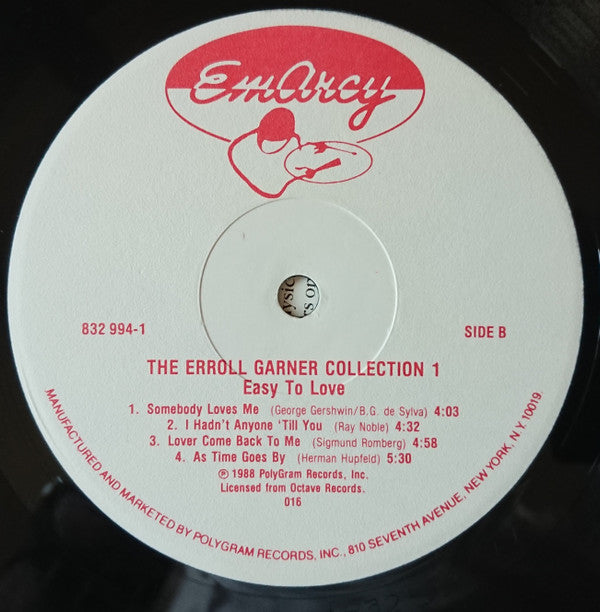 EmArcy
832 994-1
SIDE B
THE ERROLL GARNER COLLECTION 1
Easy To Love
1. Somebody Loves Me (George Gershwin/B.G. de Sylva) 4:03
2. I Hadn't Anyone 'Till You (Ray Noble) 4:32
3. Lover Come Back To Me (Sigmund Romberg) 4:58
4. As Time Goes By (Herman Hupfeld) 5:30
℗ 1988 PolyGram Records, Inc.
Licensed from Octave Records.
016
MANUFACTURED AND MARKETED BY POLYGRAM RECORDS, INC., 810 SEVENTH AVENUE, NEW YORK, N.Y. 10019